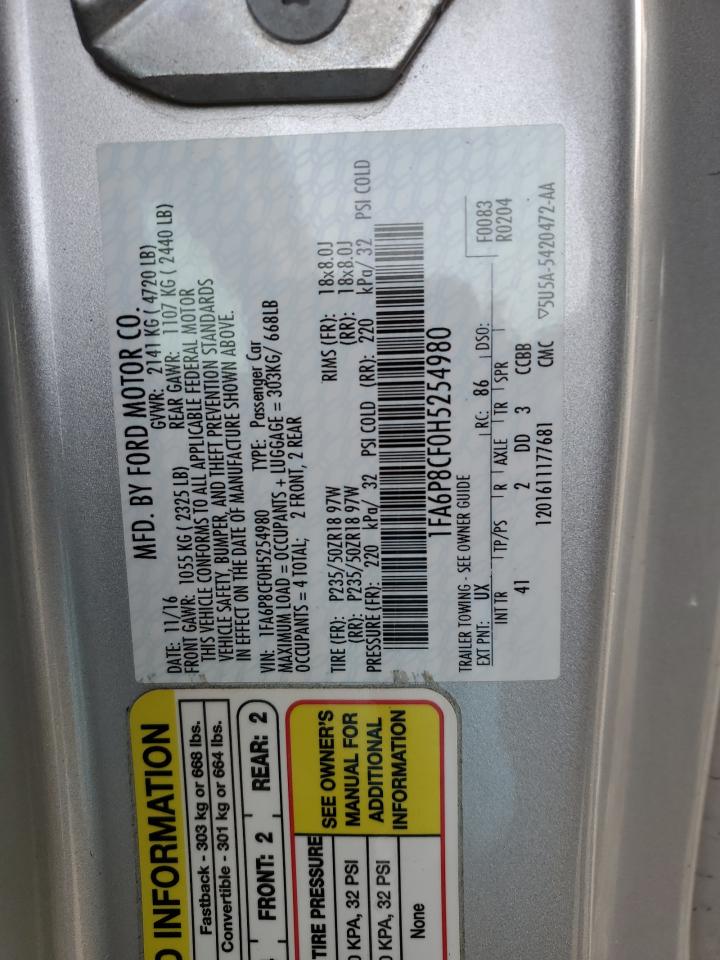 MFD. BY FORD MOTOR CO.
DATE: 11/16 GVWR: 2141 KG ( 4720 LB)
FRONT GAWR: 1055 KG ( 2325 LB) REAR GAWR: 1107 KG ( 2440 LB)
THIS VEHICLE CONFORMS TO ALL APPLICABLE FEDERAL MOTOR
VEHICLE SAFETY, BUMPER, AND THEFT PREVENTION STANDARDS
IN EFFECT ON THE DATE OF MANUFACTURE SHOWN ABOVE.
VIN: 1FA6P8CF0H5254980 TYPE: Passenger Car
MAXIMUM LOAD = OCCUPANTS + LUGGAGE = 303KG/ 668LB
OCCUPANTS = 4 TOTAL; 2 FRONT, 2 REAR
TIRE (FR): P235/50ZR18 97W RIMS (FR): 18x8.0J
(RR): P235/50ZR18 97W (RR): 18x8.0J
PRESSURE (FR): 220 kPa/ 32 PSI COLD (RR): 220 kPa/ 32 PSI COLD
1FA6P8CF0H5254980
TRAILER TOWING - SEE OWNER GUIDE F0083
EXT PNT: UX RC: 86 DSO: R0204
INT TR TP/PS R AXLE TR SPR
41 2 DD 3 CCBB
1201611177681 CMC ▽5U5A-5420472-AA
INFORMATION
Fastback - 303 kg or 668 lbs.
Convertible - 301 kg or 664 lbs.
FRONT: 2 REAR: 2
TIRE PRESSURE
KPA, 32 PSI
KPA, 32 PSI
None
SEE OWNER'S
MANUAL FOR
ADDITIONAL
INFORMATION